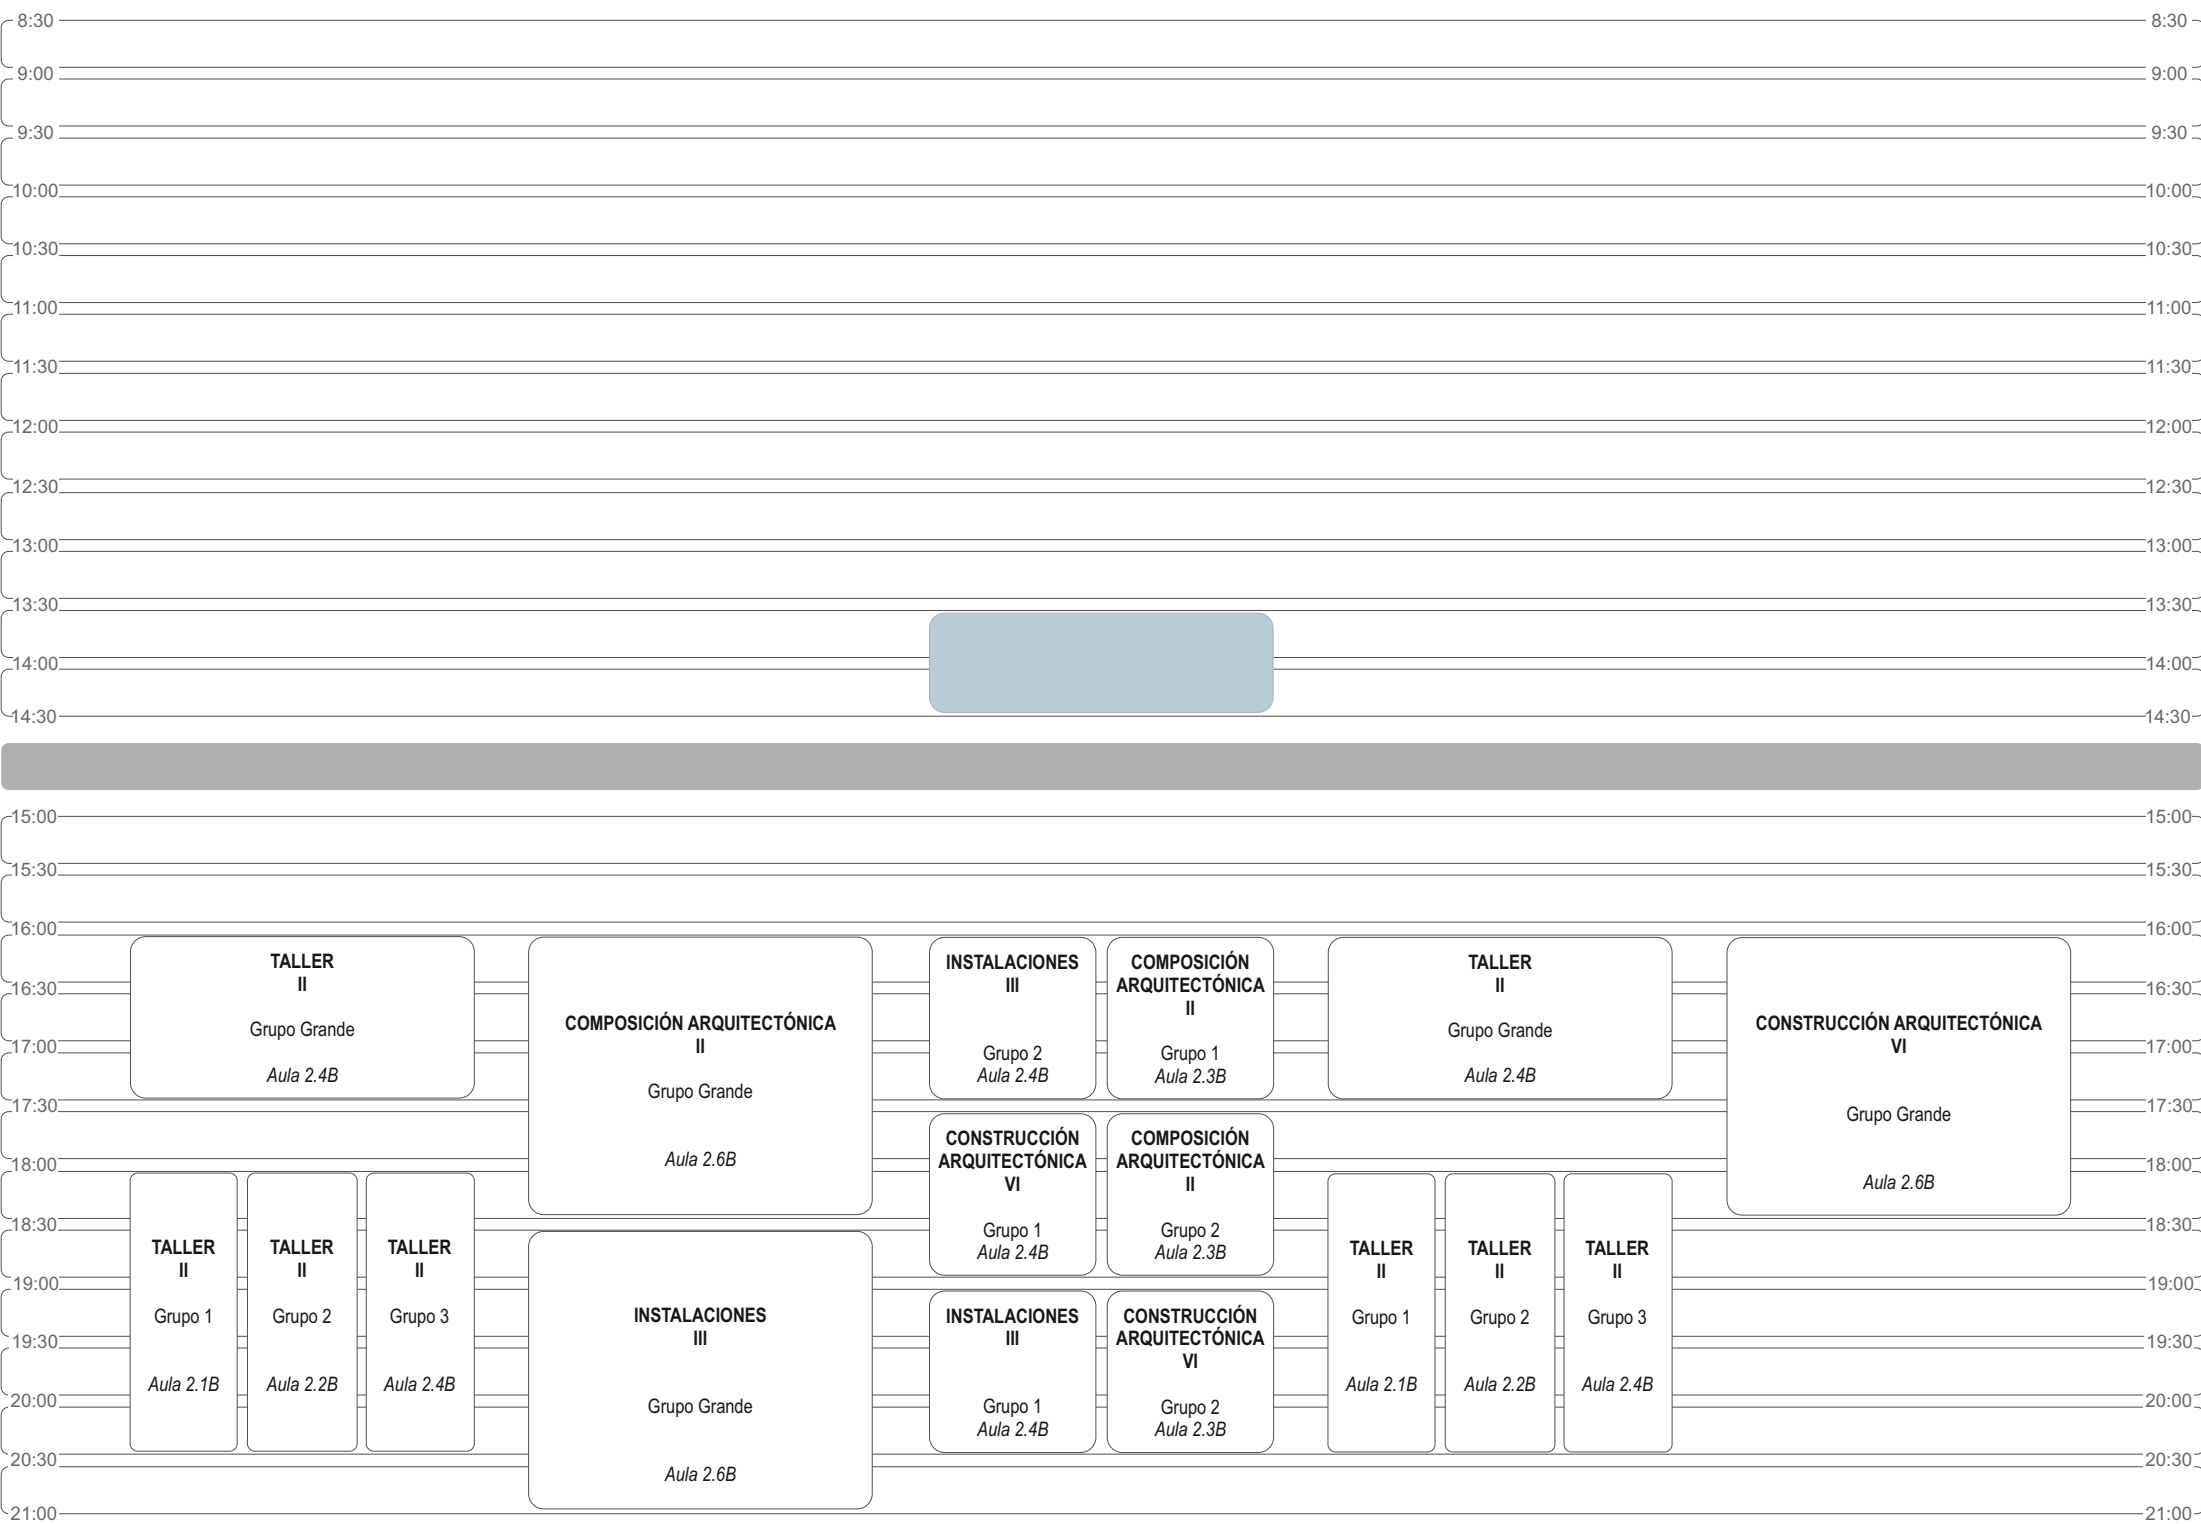 8:30 8:30
9:00 9:00
9:30 9:30
10:00 10:00
10:30 10:30
11:00 11:00
11:30 11:30
12:00 12:00
12:30 12:30
13:00 13:00
13:30 13:30
14:00 14:00
14:30 14:30
15:00 15:00
15:30 15:30
16:00 16:00
16:30 16:30
17:00 17:00
17:30 17:30
18:00 18:00
18:30 18:30
19:00 19:00
19:30 19:30
20:00 20:00
20:30 20:30
21:00 21:00
TALLER
II
Grupo Grande
Aula 2.4B
TALLER
II
Grupo 1
Aula 2.1B
TALLER
II
Grupo 2
Aula 2.2B
TALLER
II
Grupo 3
Aula 2.4B
COMPOSICIÓN ARQUITECTÓNICA
II
Grupo Grande
Aula 2.6B
INSTALACIONES
III
Grupo Grande
Aula 2.6B
INSTALACIONES
III
Grupo 2
Aula 2.4B
COMPOSICIÓN
ARQUITECTÓNICA
II
Grupo 1
Aula 2.3B
CONSTRUCCIÓN
ARQUITECTÓNICA
VI
Grupo 1
Aula 2.4B
COMPOSICIÓN
ARQUITECTÓNICA
II
Grupo 2
Aula 2.3B
INSTALACIONES
III
Grupo 1
Aula 2.4B
CONSTRUCCIÓN
ARQUITECTÓNICA
VI
Grupo 2
Aula 2.3B
TALLER
II
Grupo Grande
Aula 2.4B
TALLER
II
Grupo 1
Aula 2.1B
TALLER
II
Grupo 2
Aula 2.2B
TALLER
II
Grupo 3
Aula 2.4B
CONSTRUCCIÓN ARQUITECTÓNICA
VI
Grupo Grande
Aula 2.6B